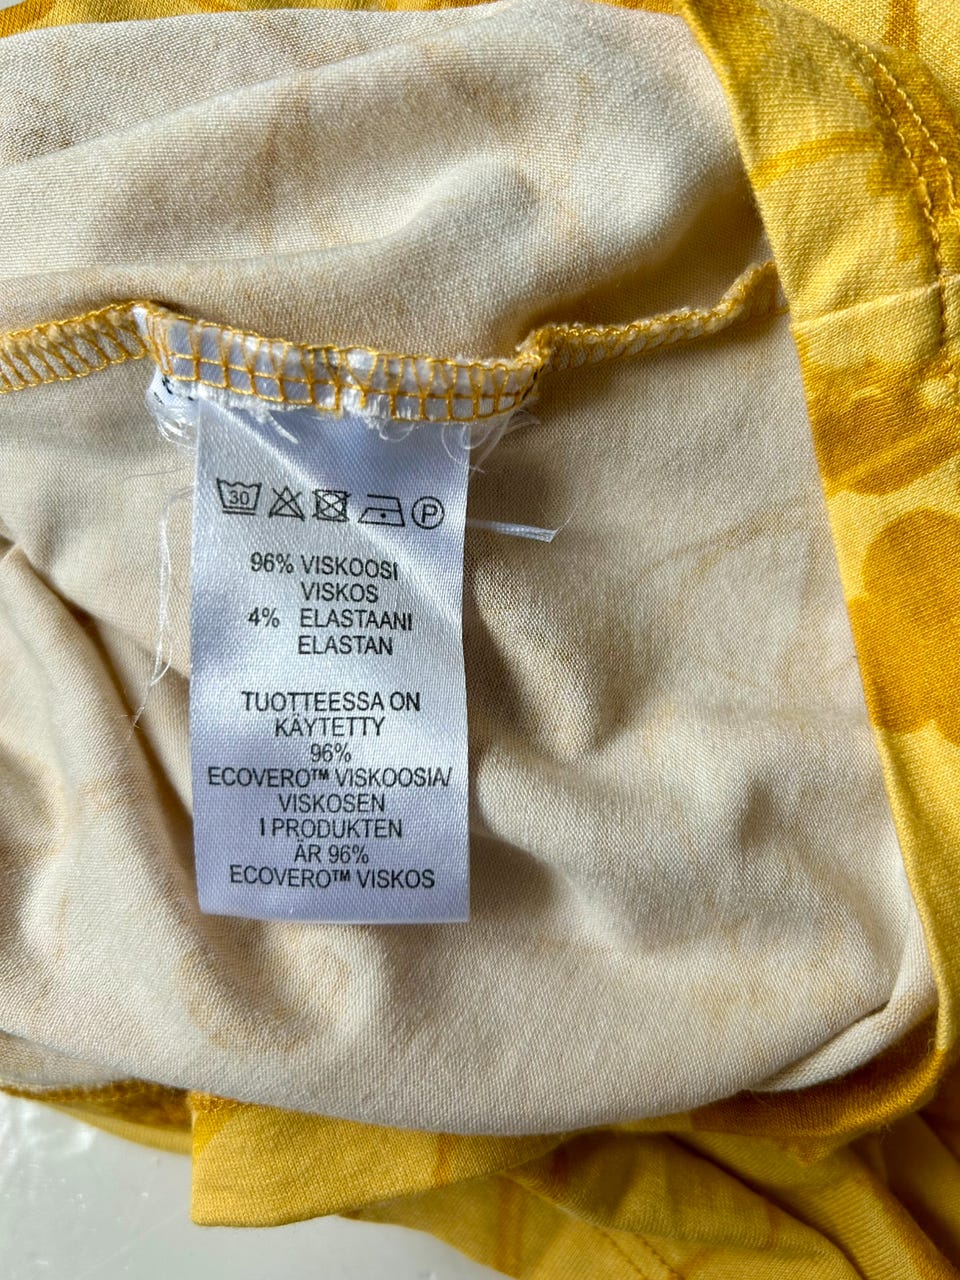 30
P
96% VISKOOSI
VISKOS
4% ELASTAANI
ELASTAN
TUOTTEESSA ON
KÄYTETTY
96%
ECOVERO™ VISKOOSIA/
VISKOSEN
I PRODUKTEN
ÄR 96%
ECOVERO™ VISKOS